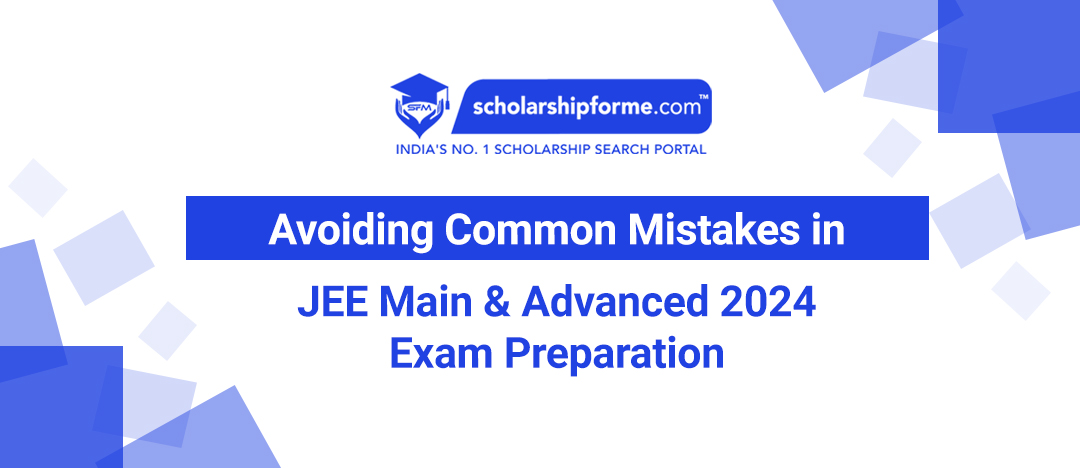 SFM
scholarshipforme.com™
INDIA'S NO. 1 SCHOLARSHIP SEARCH PORTAL
Avoiding Common Mistakes in
JEE Main & Advanced 2024
Exam Preparation